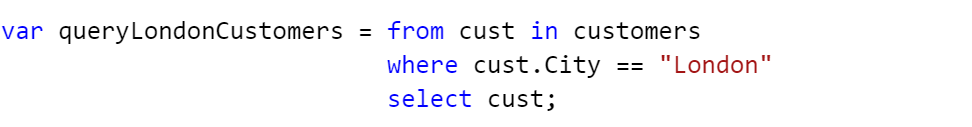 var queryLondonCustomers = from cust in customers
where cust.City == "London"
select cust;